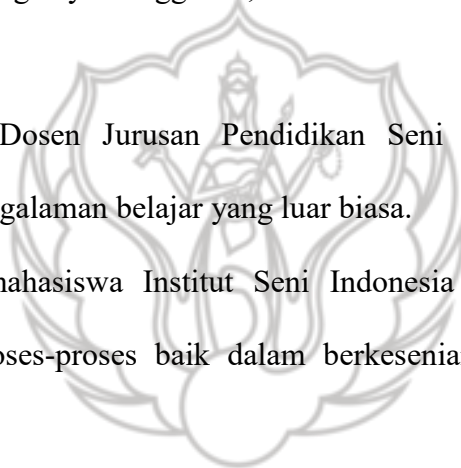 Dosen Jurusan Pendidikan Seni
galaman belajar yang luar biasa.
mahasiswa Institut Seni Indonesia
oses-proses baik dalam berkesenia